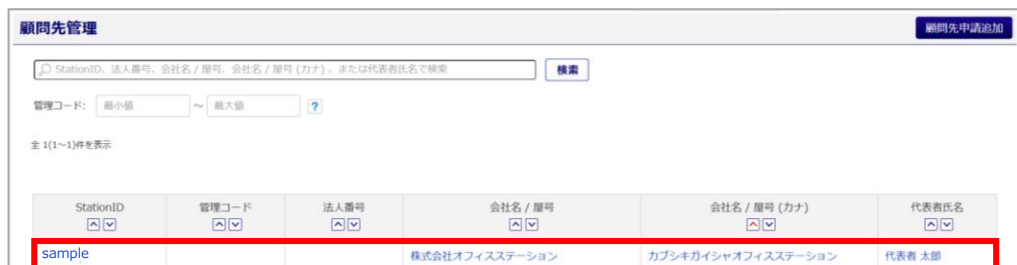 顧問先管理
顧問先申請追加
StationID、法人番号、会社名 / 屋号、会社名 / 屋号 (カナ) 、または代表者氏名で検索
検索
管理コード: 最小値 ～ 最大値 ?
全 1(1～1)件を表示
StationID 管理コード 法人番号 会社名 / 屋号 会社名 / 屋号 (カナ) 代表者氏名
sample 株式会社オフィスステーション カブシキガイシャオフィスステーション 代表者 太郎